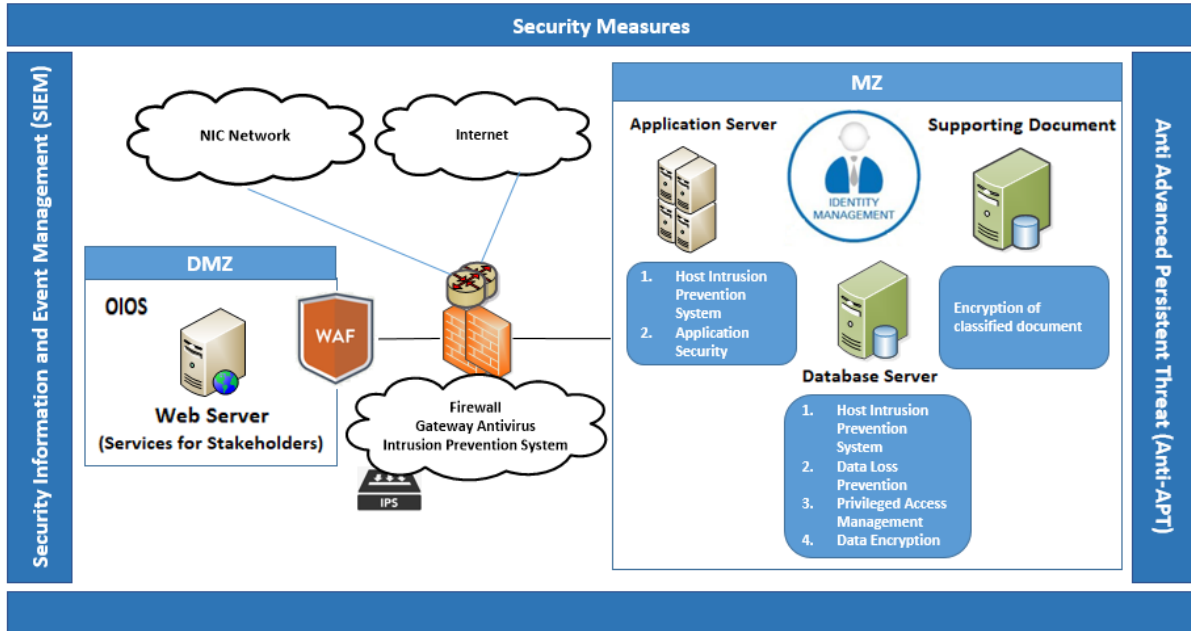 Security Measures
Security Information and Event Management (SIEM)
NIC Network
Internet
DMZ
OIOS
WAF
Web Server
(Services for Stakeholders)
Firewall
Gateway Antivirus
Intrusion Prevention System
IPS
MZ
Application Server
IDENTITY
MANAGEMENT
Supporting Document
1. Host Intrusion
Prevention
System
2. Application
Security
Encryption of
classified document
Database Server
1. Host Intrusion
Prevention
System
2. Data Loss
Prevention
3. Privileged Access
Management
4. Data Encryption
Anti Advanced Persistent Threat (Anti-APT)